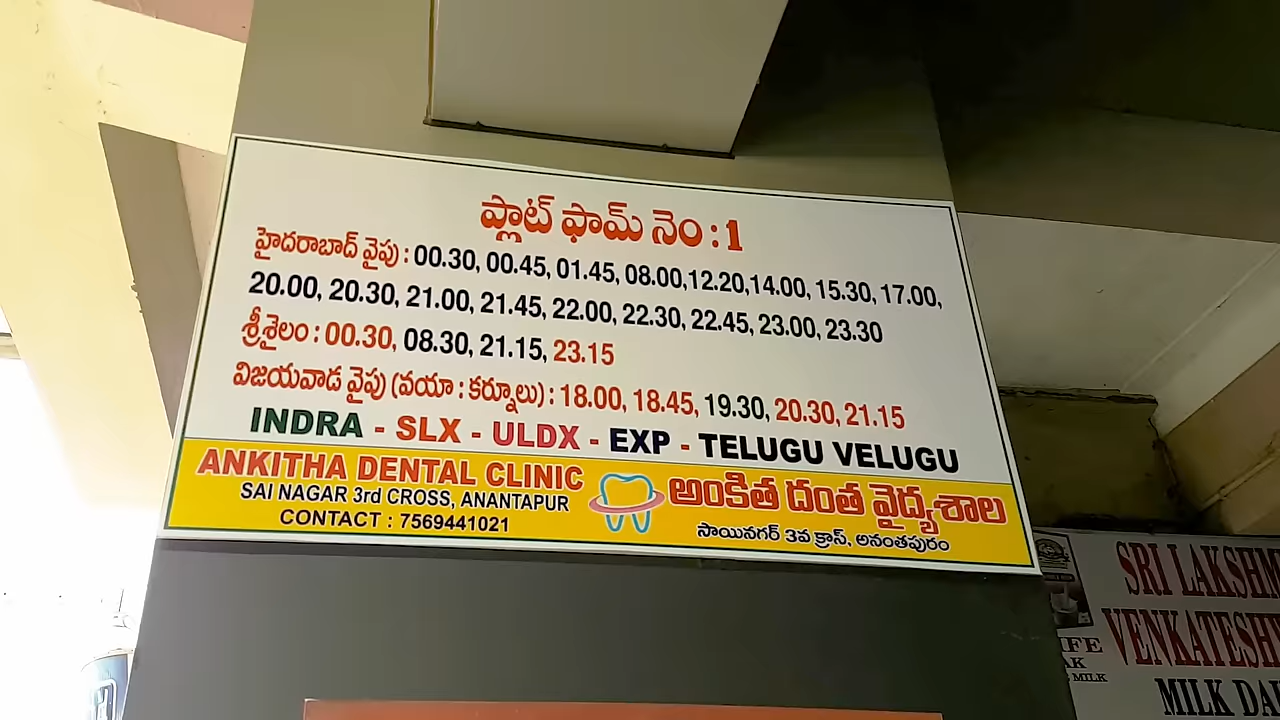 ప్లాట్ ఫామ్ నెం : 1
హైదరాబాద్ వైపు : 00.30, 00.45, 01.45, 08.00,12.20,14.00, 15.30, 17.00,
20.00, 20.30, 21.00, 21.45, 22.00, 22.30, 22.45, 23.00, 23.30
శ్రీశైలం : 00.30, 08.30, 21.15, 23.15
విజయవాడ వైపు (వయా : కర్నూలు) : 18.00, 18.45, 19.30, 20.30, 21.15
INDRA - SLX - ULDX - EXP - TELUGU VELUGU
ANKITHA DENTAL CLINIC
SAI NAGAR 3rd CROSS, ANANTAPUR
CONTACT : 7569441021
అంకిత దంత వైద్యశాల
సాయినగర్ 3వ క్రాస్, అనంతపురం
SRI LAKSHM
VENKATESH
MILK DA
MILK